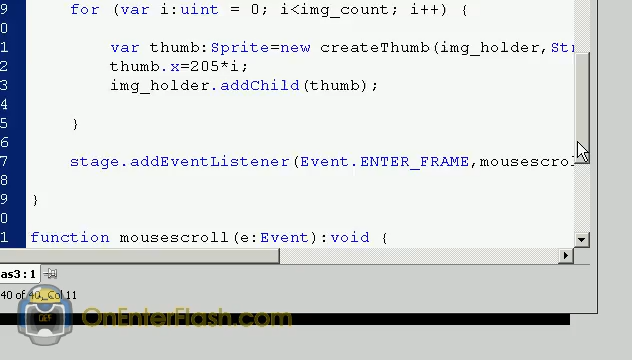 9 for (var i:uint = 0; i<img_count; i++) {
0
1 var thumb:Sprite=new createThumb(img_holder,Str
2 thumb.x=205*i;
3 img_holder.addChild(thumb);
4
5 }
6
7 stage.addEventListener(Event.ENTER_FRAME,mousescrol
8
9 }
0
1 function mousescroll(e:Event):void {
as3:1
40 of 40, Col 11
OnEnterFlash.com
OEF